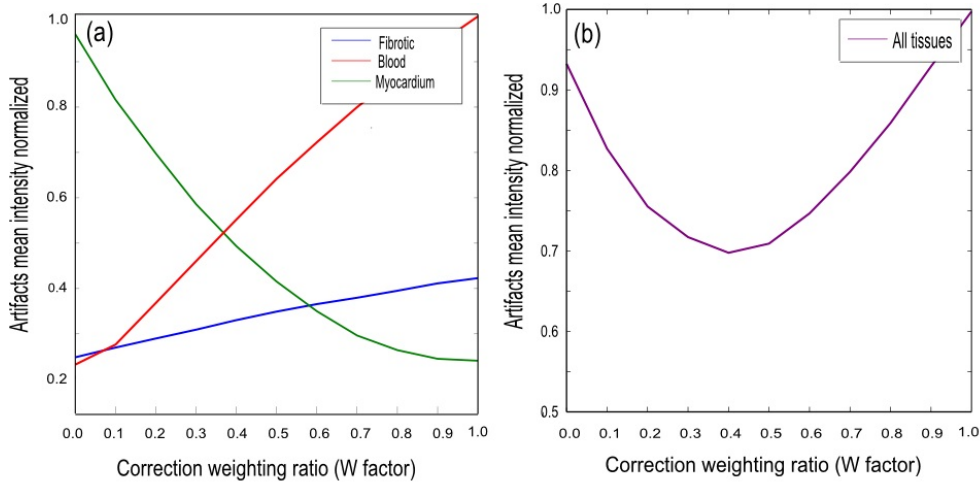 (a)
Fibrotic
Blood
Myocardium
Artifacts mean intensity normalized
1.0
0.8
0.6
0.4
0.2
0.0 0.1 0.2 0.3 0.4 0.5 0.6 0.7 0.8 0.9 1.0
Correction weighting ratio (W factor)
(b)
All tissues
Artifacts mean intensity normalized
1.0
0.9
0.8
0.7
0.6
0.5
0.0 0.1 0.2 0.3 0.4 0.5 0.6 0.7 0.8 0.9 1.0
Correction weighting ratio (W factor)